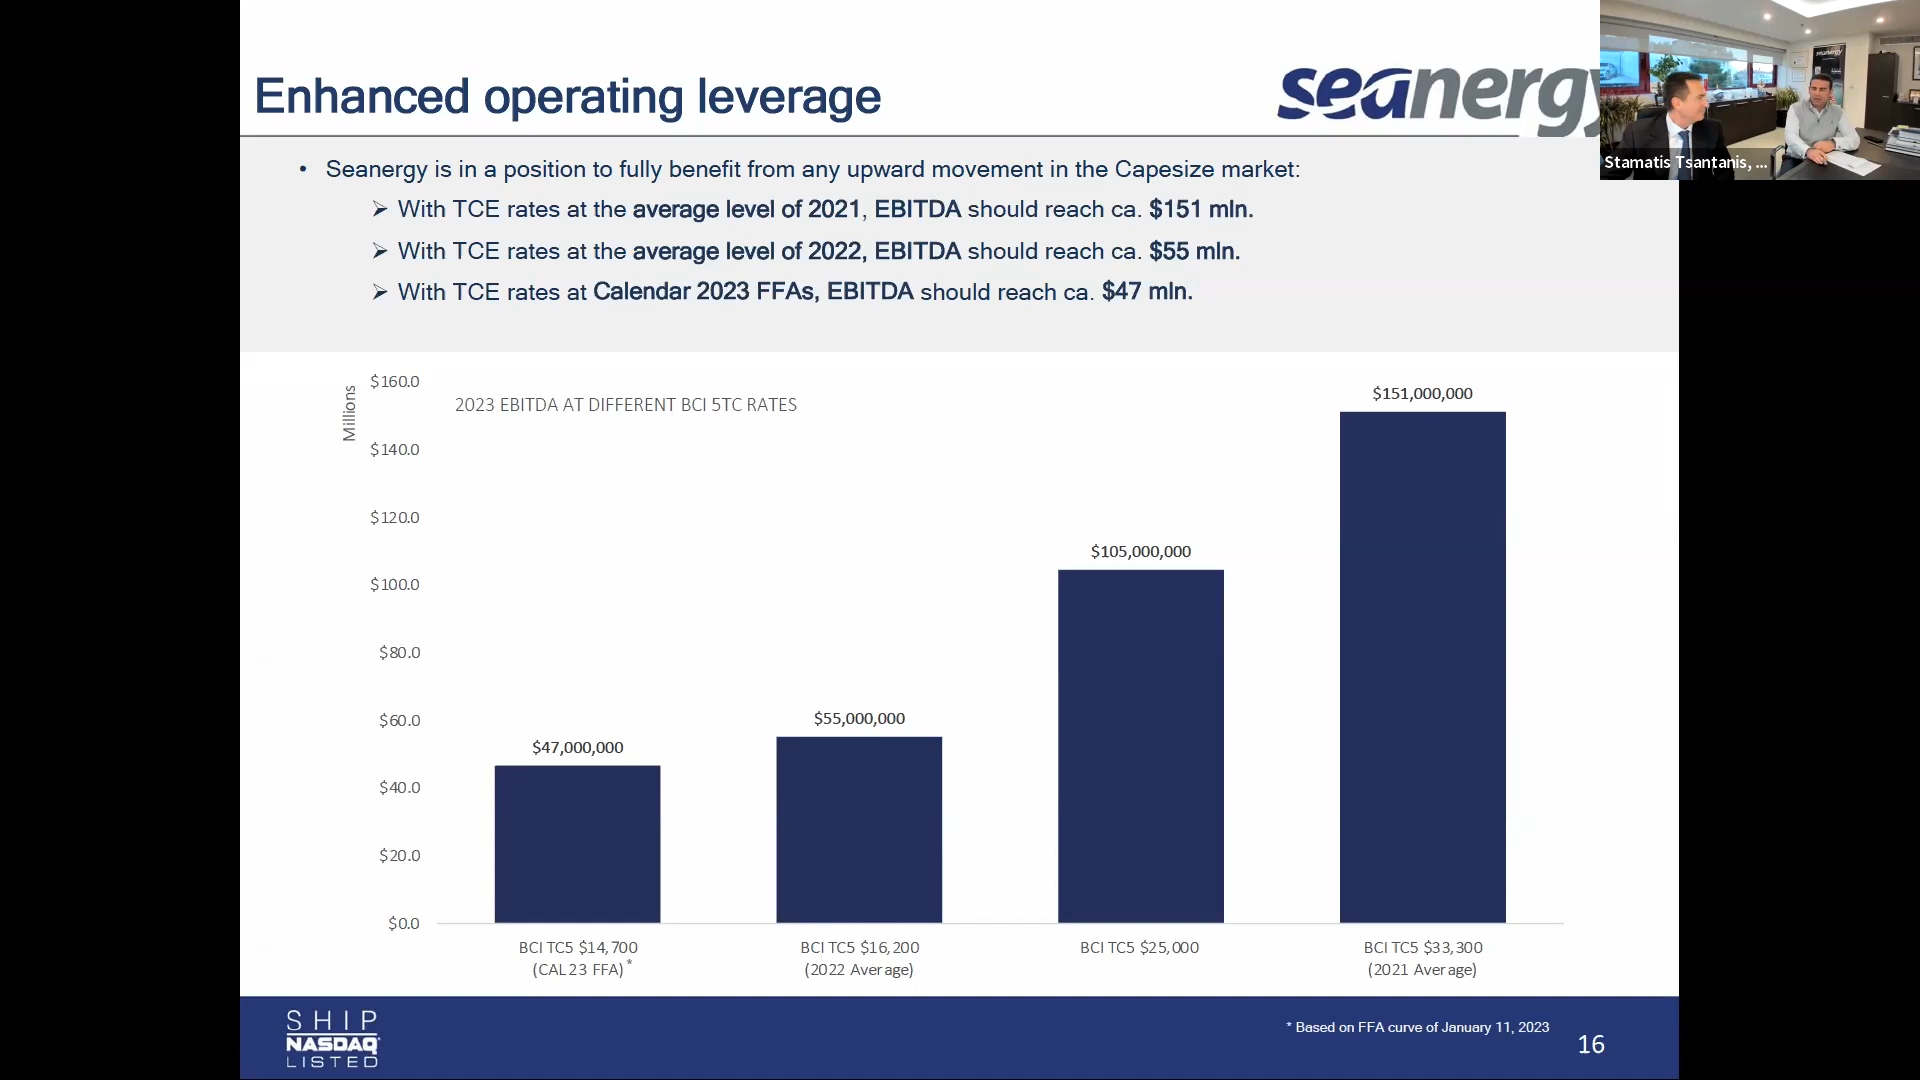 Enhanced operating leverage
seanergy
Stamatis Tsantanis, ...
• Seanergy is in a position to fully benefit from any upward movement in the Capesize market:
➢ With TCE rates at the average level of 2021, EBITDA should reach ca. $151 mln.
➢ With TCE rates at the average level of 2022, EBITDA should reach ca. $55 mln.
➢ With TCE rates at Calendar 2023 FFAs, EBITDA should reach ca. $47 mln.
Millions
2023 EBITDA AT DIFFERENT BCI 5TC RATES
$160.0
$140.0
$120.0
$100.0
$80.0
$60.0
$40.0
$20.0
$0.0
$47,000,000
$55,000,000
$105,000,000
$151,000,000
BCI TC5 $14,700
(CAL 23 FFA) *
BCI TC5 $16,200
(2022 Average)
BCI TC5 $25,000
BCI TC5 $33,300
(2021 Average)
SHIP
NASDAQ
LISTED
* Based on FFA curve of January 11, 2023
16